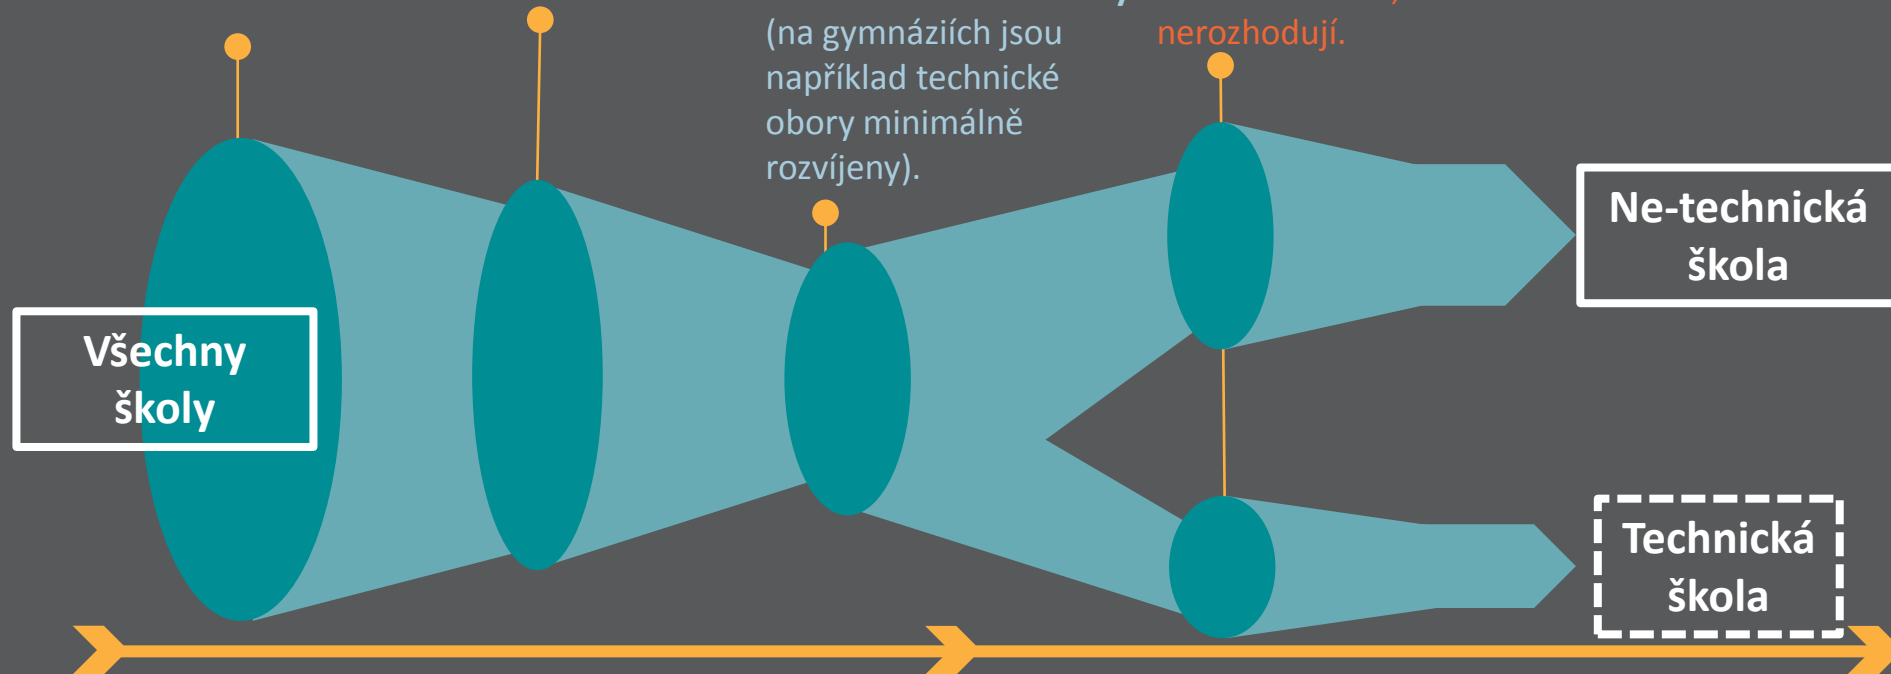 (na gymnáziích jsou
například technické
obory minimálně
rozvíjeny).
nerozhodují.
Ne-technická
škola
Všechny
školy
Technická
škola